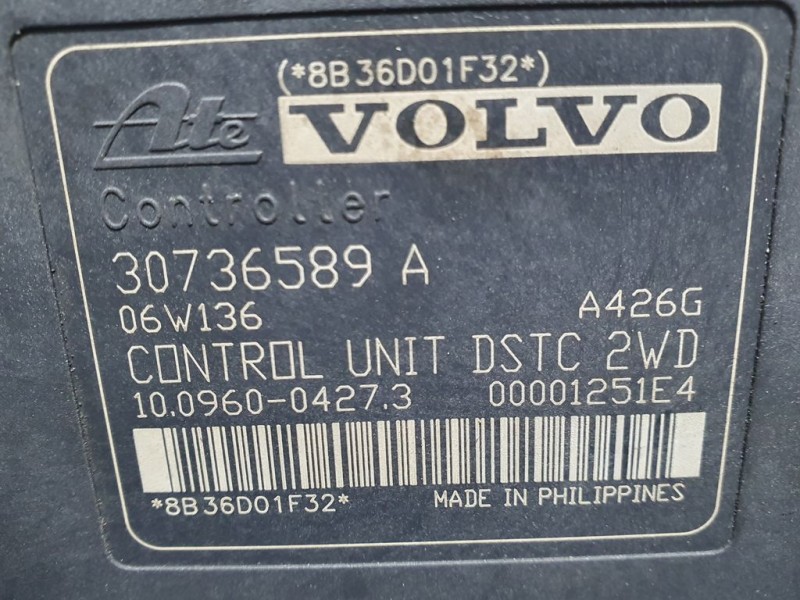 (*8B36D01F32*)
Ate VOLVO
Controller
30736589 A
06W136 A426G
CONTROL UNIT DSTC 2WD
10.0960-0427.3 00001251E4
*8B36D01F32* MADE IN PHILIPPINES